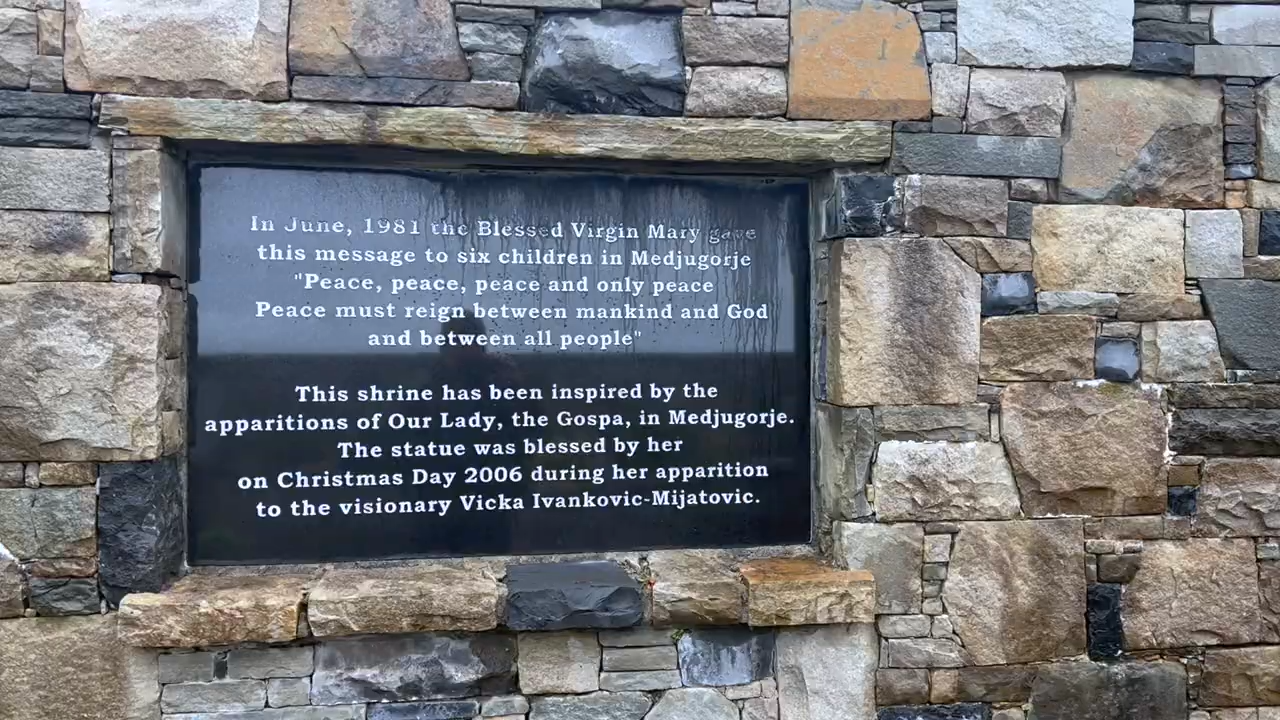 In June, 1981 the Blessed Virgin Mary gave
this message to six children in Medjugorje
"Peace, peace, peace and only peace
Peace must reign between mankind and God
and between all people"
This shrine has been inspired by the
apparitions of Our Lady, the Gospa, in Medjugorje.
The statue was blessed by her
on Christmas Day 2006 during her apparition
to the visionary Vicka Ivankovic-Mijatovic.